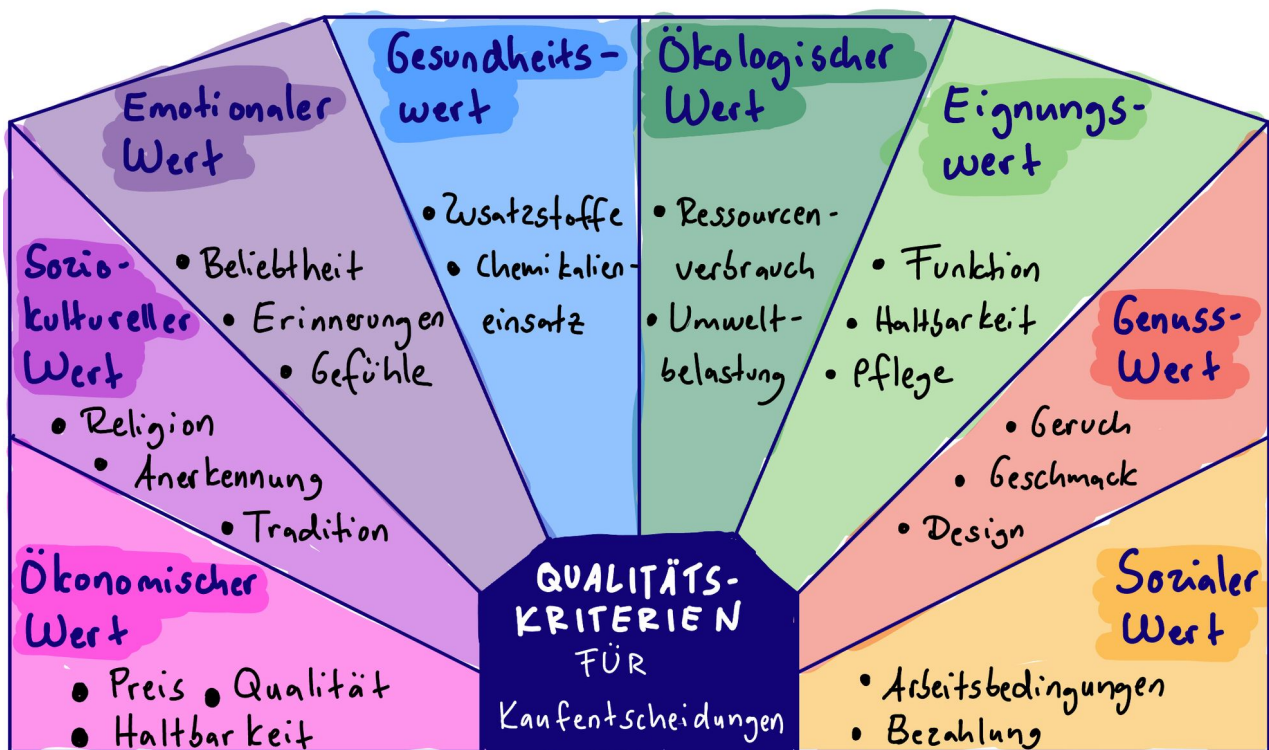 Ökonomischer
Wert
• Preis • Qualität
• Haltbarkeit
Sozio-
kultureller
Wert
• Religion
• Anerkennung
• Tradition
Emotionaler
Wert
• Beliebtheit
• Erinnerungen
• Gefühle
Gesundheits-
wert
• Zusatzstoffe
• Chemikalien-
einsatz
Ökologischer
Wert
• Ressourcen-
verbrauch
• Umwelt-
belastung
Eignungs-
wert
• Funktion
• Haltbarkeit
• Pflege
Genuss-
Wert
• Geruch
• Geschmack
• Design
Sozialer
Wert
• Arbeitsbedingungen
• Bezahlung
QUALITÄTS-
KRITERIEN
FÜR
Kaufentscheidungen